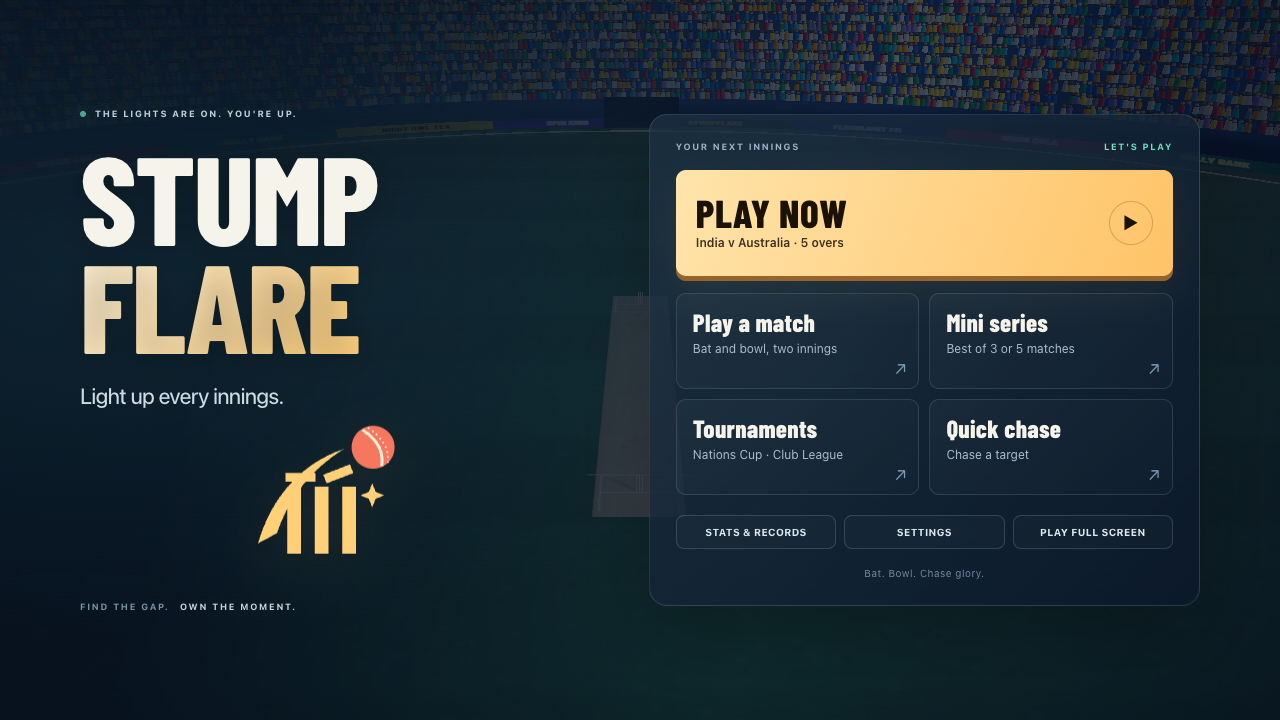 THE LIGHTS ARE ON. YOU'RE UP.
STUMP
FLARE
Light up every innings.
FIND THE GAP. OWN THE MOMENT.
YOUR NEXT INNINGS
LET'S PLAY
PLAY NOW
India v Australia · 5 overs
Play a match
Bat and bowl, two innings
Mini series
Best of 3 or 5 matches
Tournaments
Nations Cup · Club League
Quick chase
Chase a target
STATS & RECORDS
SETTINGS
PLAY FULL SCREEN
Bat. Bowl. Chase glory.